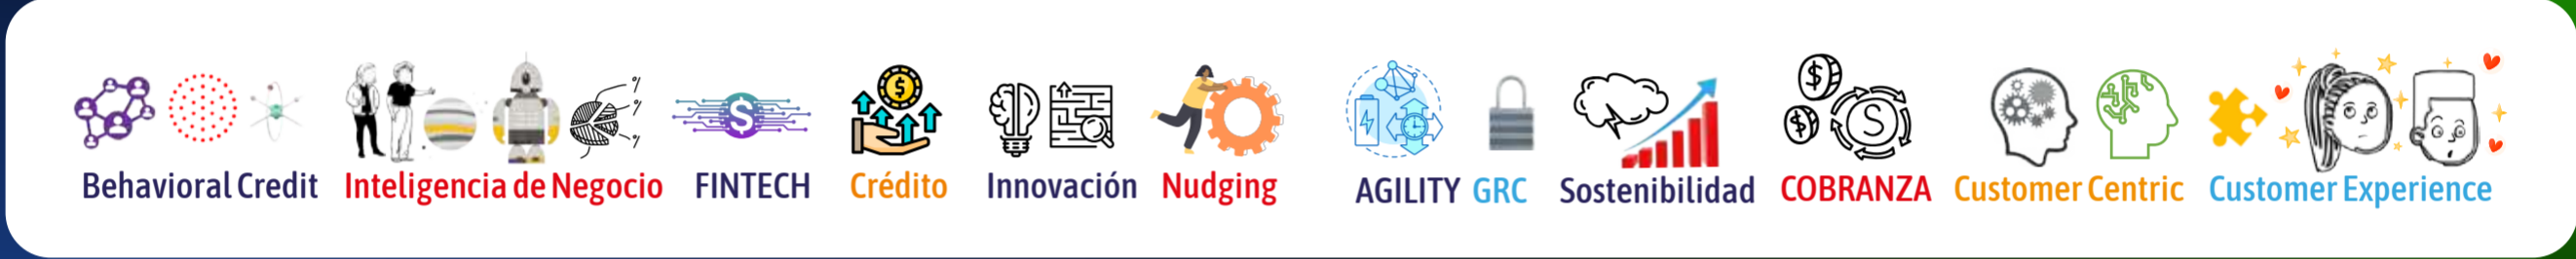 Behavioral Credit
Inteligencia de Negocio
FINTECH
Crédito
Innovación
Nudging
AGILITY
GRC
Sostenibilidad
COBRANZA
Customer Centric
Customer Experience